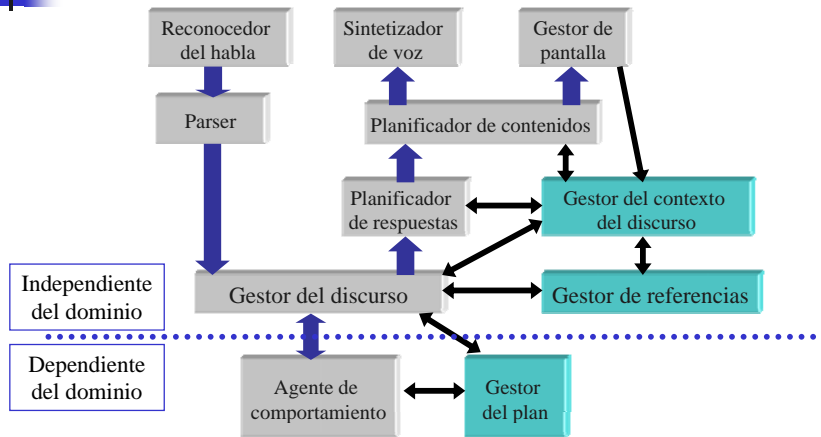 Reconocedor
del habla
Sintetizador
de voz
Gestor de
pantalla
Parser
Planificador de contenidos
Planificador
de respuestas
Gestor del contexto
del discurso
Independiente
del dominio
Gestor del discurso
Gestor de referencias
Dependiente
del dominio
Agente de
comportamiento
Gestor
del plan